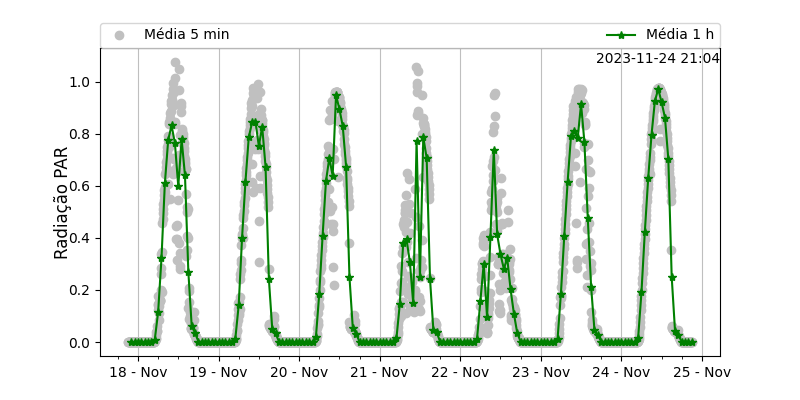 Média 5 min
Média 1 h
2023-11-24 21:04
Radiação PAR
1.0
0.8
0.6
0.4
0.2
0.0
18 - Nov
19 - Nov
20 - Nov
21 - Nov
22 - Nov
23 - Nov
24 - Nov
25 - Nov